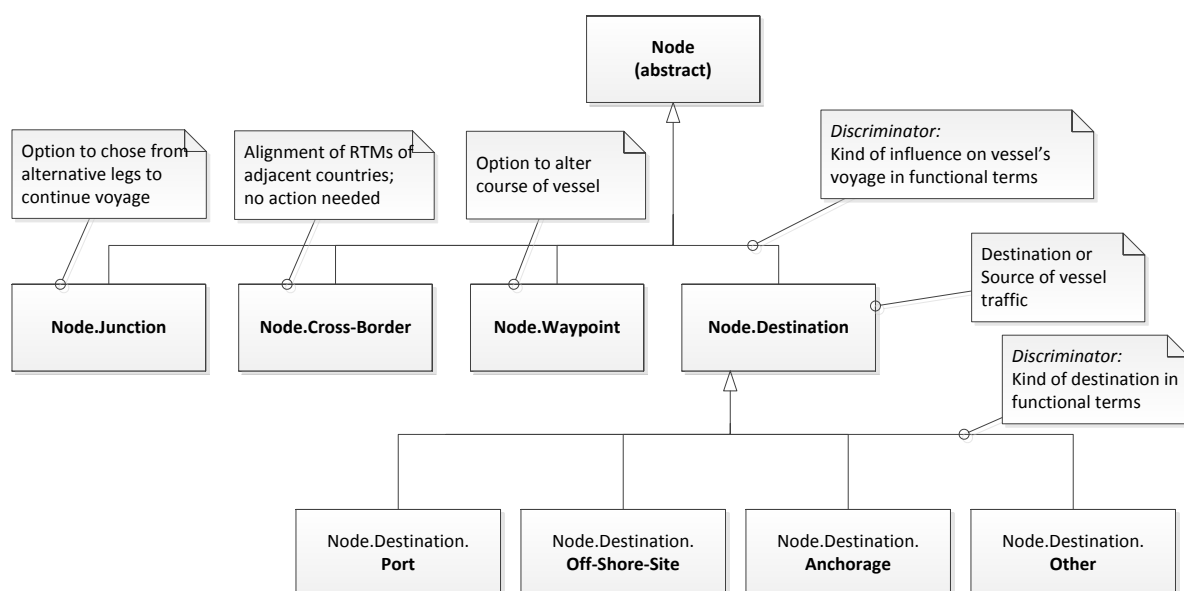 Node
(abstract)
Option to chose from
alternative legs to
continue voyage
Alignment of RTMs of
adjacent countries;
no action needed
Option to alter
course of vessel
Discriminator:
Kind of influence on vessel’s
voyage in functional terms
Destination or
Source of vessel
traffic
Node.Junction
Node.Cross-Border
Node.Waypoint
Node.Destination
Discriminator:
Kind of destination in
functional terms
Node.Destination.
Port
Node.Destination.
Off-Shore-Site
Node.Destination.
Anchorage
Node.Destination.
Other